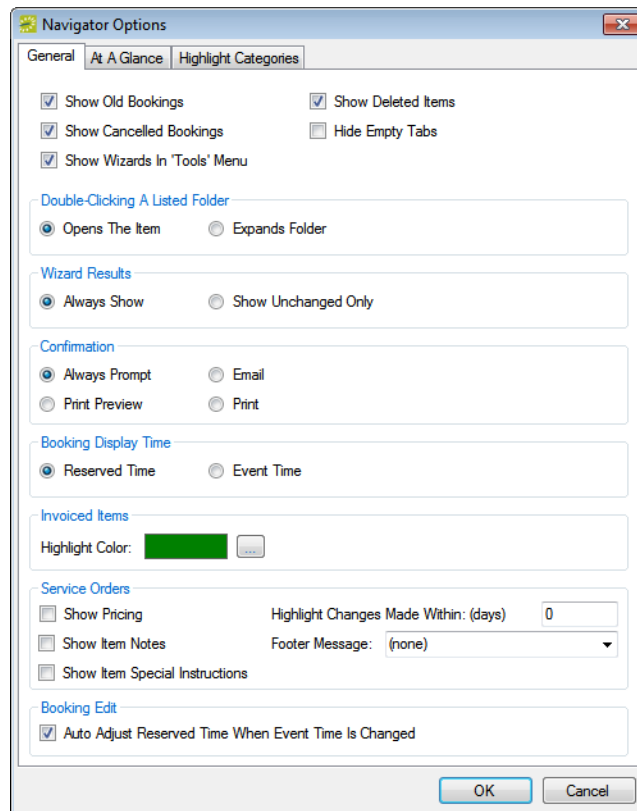 Navigator Options
General At A Glance Highlight Categories
Show Old Bookings Show Deleted Items
Show Cancelled Bookings Hide Empty Tabs
Show Wizards In 'Tools' Menu
Double-Clicking A Listed Folder
Opens The Item Expands Folder
Wizard Results
Always Show Show Unchanged Only
Confirmation
Always Prompt Email
Print Preview Print
Booking Display Time
Reserved Time Event Time
Invoiced Items
Highlight Color: ...
Service Orders
Show Pricing Highlight Changes Made Within: (days) 0
Show Item Notes Footer Message: (none)
Show Item Special Instructions
Booking Edit
Auto Adjust Reserved Time When Event Time Is Changed
OK Cancel